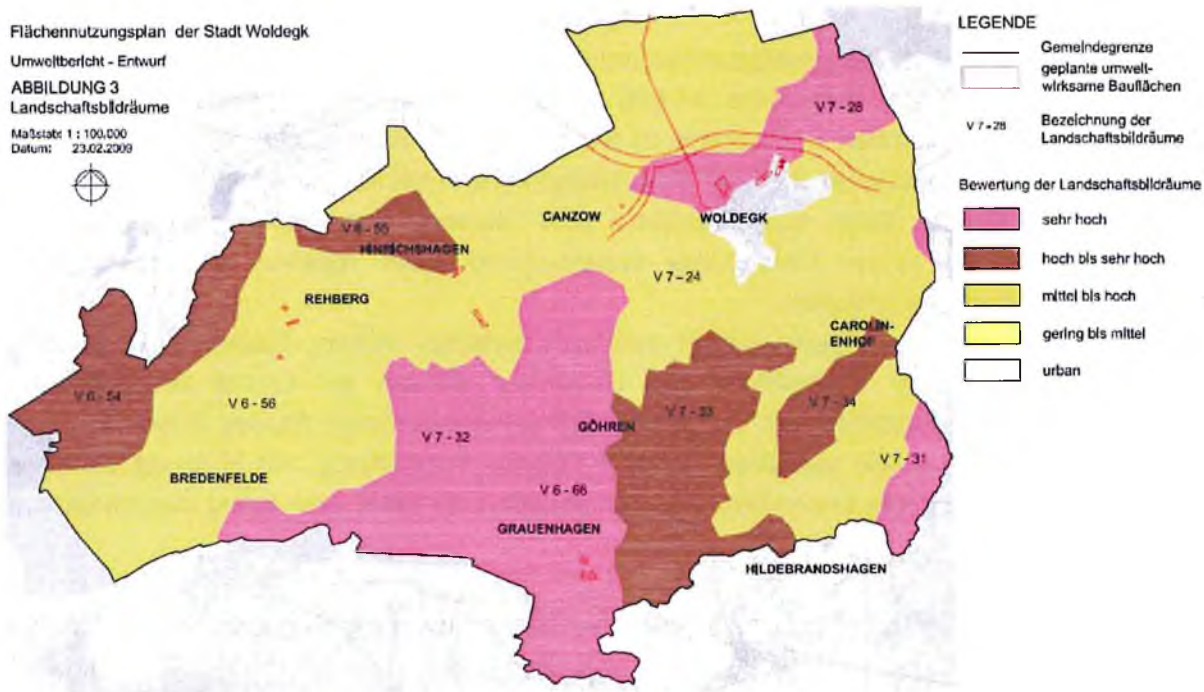 Flächennutzungsplan der Stadt Woldegk
Umweltbericht - Entwurf
ABBILDUNG 3
Landschaftsbildräume
Maßstab: 1 : 100.000
Datum: 23.02.2009
LEGENDE
Gemeindegrenze
geplante umwelt-
wirksame Bauflächen
V 7 - 28
Bezeichnung der
Landschaftsbildräume
Bewertung der Landschaftsbildräume
sehr hoch
hoch bis sehr hoch
mittel bis hoch
gering bis mittel
urban
V 7 - 28
CANZOW
WOLDEGK
V 6 - 55
HINRICHSHAGEN
V 7 - 24
REHBERG
CAROLIN-
ENHOF
V 6 - 54
V 6 - 56
V 7 - 32
GÖHREN
V 7 - 33
V 7 - 34
V 7 - 31
BREDENFELDE
V 6 - 66
GRAUENHAGEN
HILDEBRANDSHAGEN